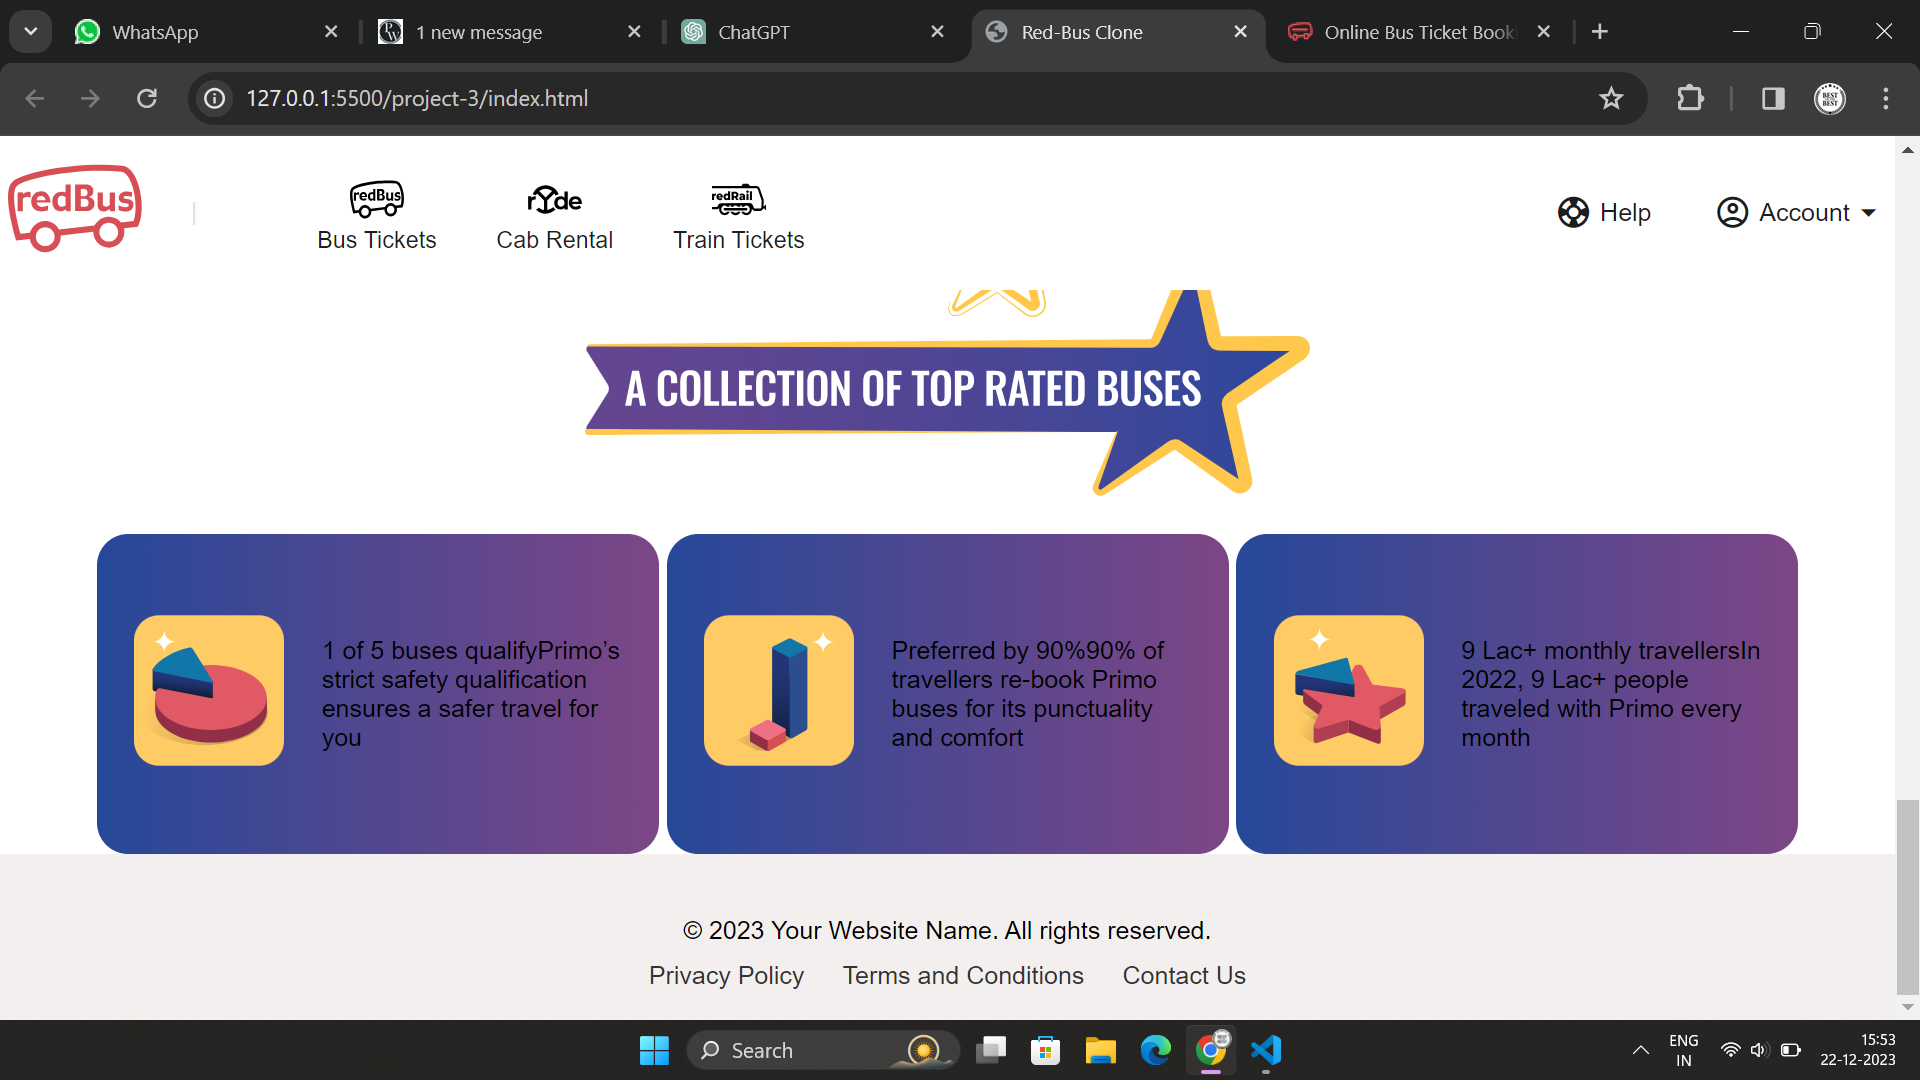 WhatsApp
1 new message
ChatGPT
Red-Bus Clone
Online Bus Ticket Booki
127.0.0.1:5500/project-3/index.html
redBus
redBus
Bus Tickets
rYde
Cab Rental
redRail
Train Tickets
Help
Account
A COLLECTION OF TOP RATED BUSES
1 of 5 buses qualifyPrimo’s
strict safety qualification
ensures a safer travel for
you
Preferred by 90%90% of
travellers re-book Primo
buses for its punctuality
and comfort
9 Lac+ monthly travellersIn
2022, 9 Lac+ people
traveled with Primo every
month
© 2023 Your Website Name. All rights reserved.
Privacy Policy
Terms and Conditions
Contact Us
Search
ENG
IN
15:53
22-12-2023